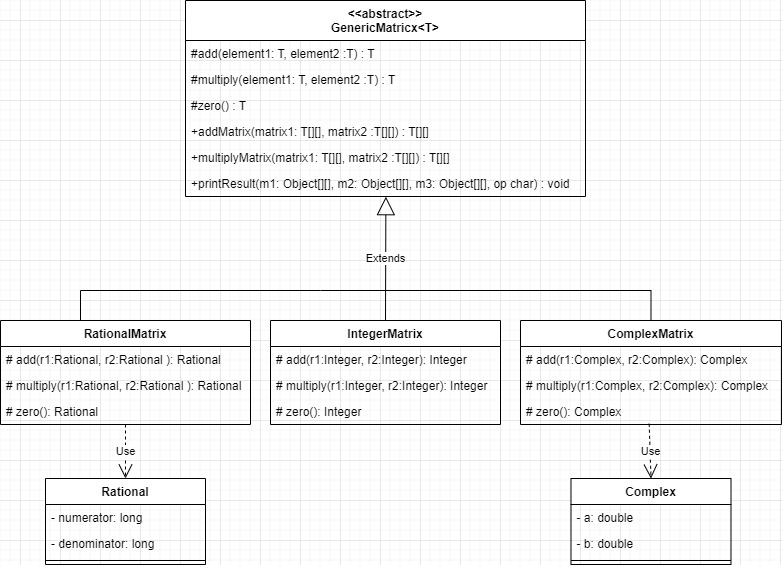 <<abstract>>
GenericMatricx<T>
#add(element1: T, element2 :T) : T
#multiply(element1: T, element2 :T) : T
#zero() : T
+addMatrix(matrix1: T[][], matrix2 :T[][]) : T[][]
+multiplyMatrix(matrix1: T[][], matrix2 :T[][]) : T[][]
+printResult(m1: Object[][], m2: Object[][], m3: Object[][], op char) : void
Extends
RationalMatrix
# add(r1:Rational, r2:Rational ): Rational
# multiply(r1:Rational, r2:Rational ): Rational
# zero(): Rational
IntegerMatrix
# add(r1:Integer, r2:Integer): Integer
# multiply(r1:Integer, r2:Integer): Integer
# zero(): Integer
ComplexMatrix
# add(r1:Complex, r2:Complex): Complex
# multiply(r1:Complex, r2:Complex): Complex
# zero(): Complex
Use
Use
Rational
- numerator: long
- denominator: long
Complex
- a: double
- b: double